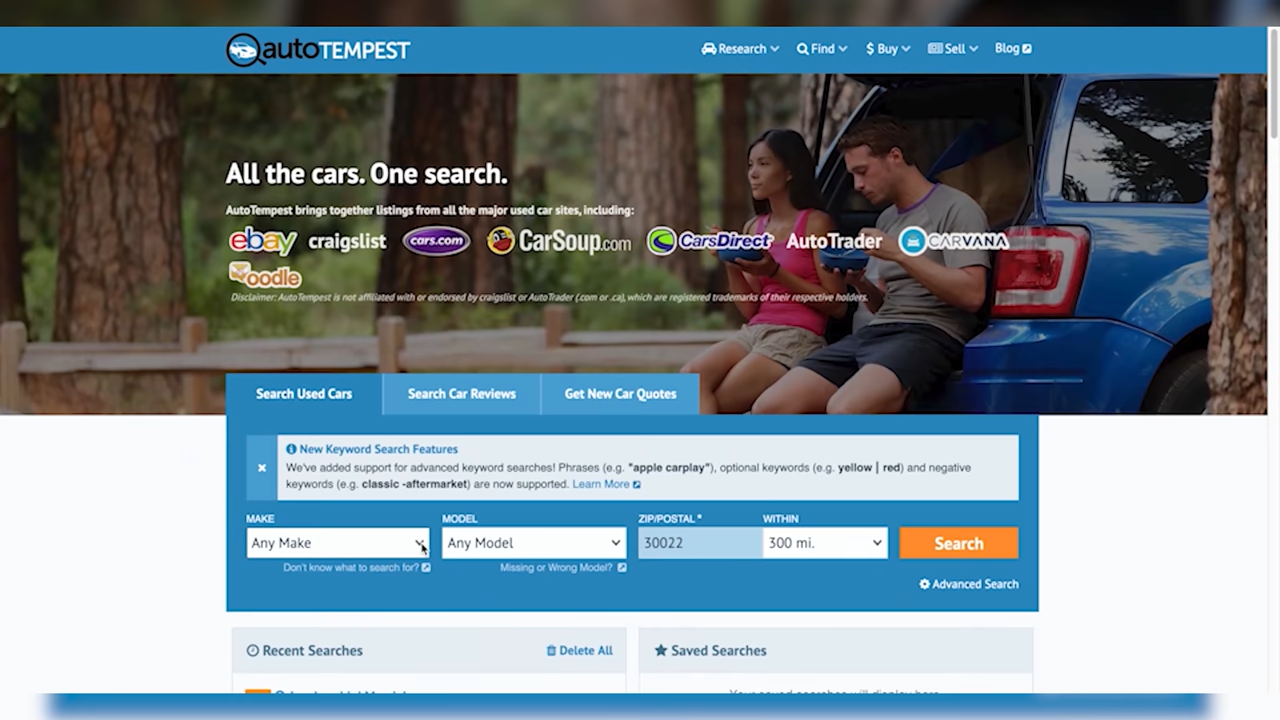 autoTEMPEST
Research Find $ Buy Sell Blog
All the cars. One search.
AutoTempest brings together listings from all the major used car sites, including:
ebay craigslist cars.com CarSoup.com CarsDirect AutoTrader CARVANA
oodle
Disclaimer: AutoTempest is not affiliated with or endorsed by craigslist or AutoTrader (.com or .ca), which are registered trademarks of their respective holders.
Search Used Cars Search Car Reviews Get New Car Quotes
New Keyword Search Features
We've added support for advanced keyword searches! Phrases (e.g. "apple carplay"), optional keywords (e.g. yellow | red) and negative
keywords (e.g. classic -aftermarket) are now supported. Learn More
MAKE MODEL ZIP/POSTAL * WITHIN
Any Make Any Model 30022 300 mi. Search
Don't know what to search for? Missing or Wrong Model?
Advanced Search
Recent Searches Delete All Saved Searches
Your saved searches will display here